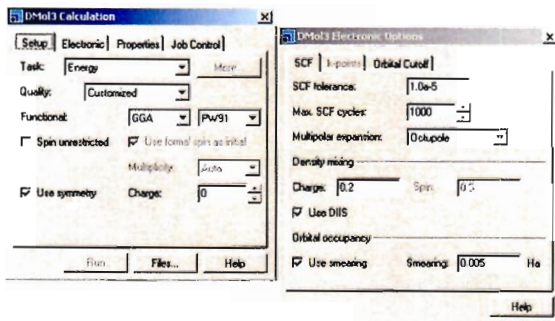 DMol3 Calculation
Setup Electronic Properties Job Control
Task: Energy More...
Quality: Customized
Functional: GGA PW91
Spin unrestricted Use formal spin as initial
Multiplicity: Auto
Use symmetry Charge: 0
Run Files... Help
DMol3 Electronic Options
SCF k-points Orbital Cutoff
SCF tolerance: 1.0e-5
Max. SCF cycles: 1000
Multipolar expansion: Octupole
Density mixing
Charge: 0.2 Spin: 0.5
Use DIIS
Orbital occupancy
Use smearing Smearing: 0.005 Ha
Help